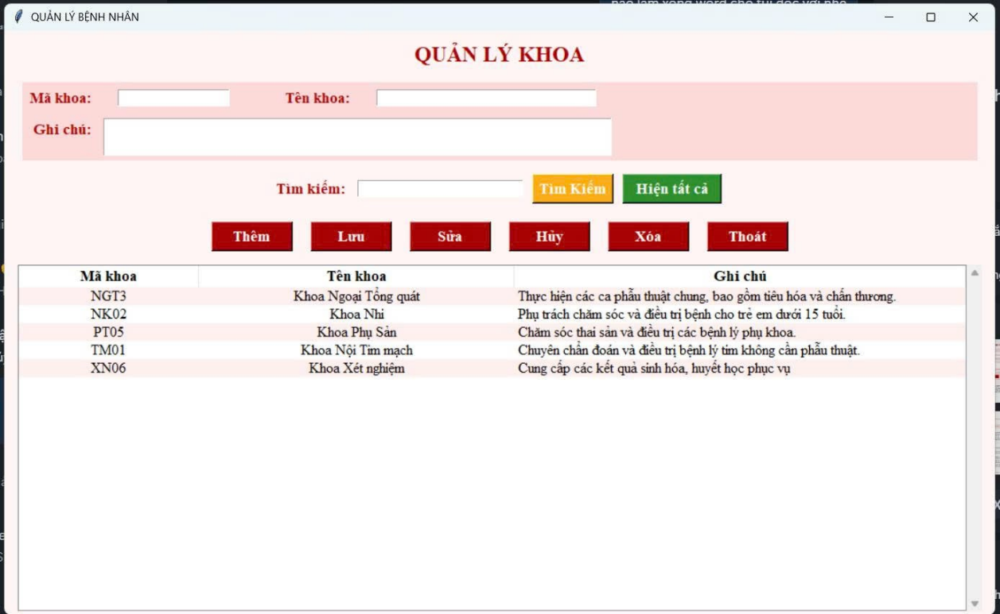 QUẢN LÝ BỆNH NHÂN
QUẢN LÝ KHOA
Mã khoa: Tên khoa:
Ghi chú:
Tìm kiếm: Tìm Kiếm Hiện tất cả
Thêm Lưu Sửa Hủy Xóa Thoát
Mã khoa Tên khoa Ghi chú
NGT3 Khoa Ngoại Tổng quát Thực hiện các ca phẫu thuật chung, bao gồm tiêu hóa và chấn thương.
NK02 Khoa Nhi Phụ trách chăm sóc và điều trị bệnh cho trẻ em dưới 15 tuổi.
PT05 Khoa Phụ Sản Chăm sóc thai sản và điều trị các bệnh lý phụ khoa.
TM01 Khoa Nội Tim mạch Chuyên chẩn đoán và điều trị bệnh lý tim không cần phẫu thuật.
XN06 Khoa Xét nghiệm Cung cấp các kết quả sinh hóa, huyết học phục vụ